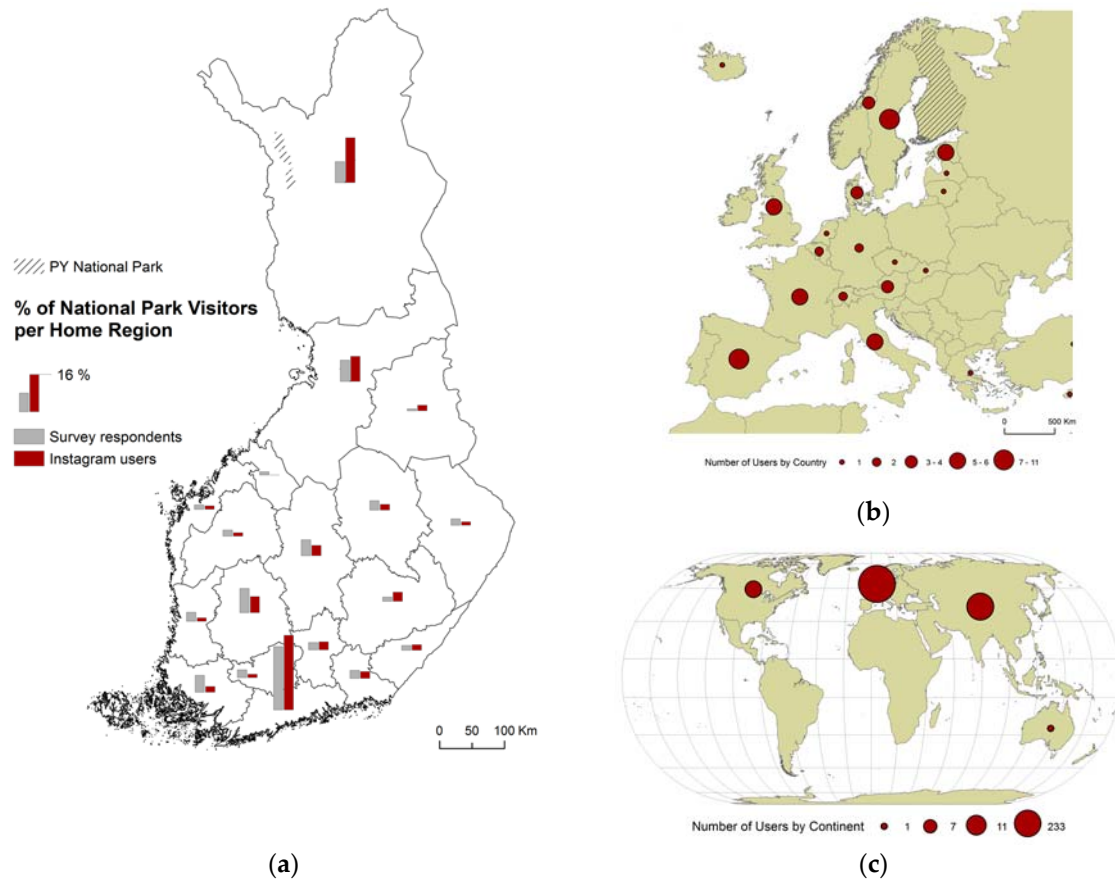 PY National Park
% of National Park Visitors
per Home Region
16 %
Survey respondents
Instagram users
0 50 100 Km
(a)
0 500 Km
Number of Users by Country 1 2 3 - 4 5 - 6 7 - 11
(b)
Number of Users by Continent 1 7 11 233
(c)